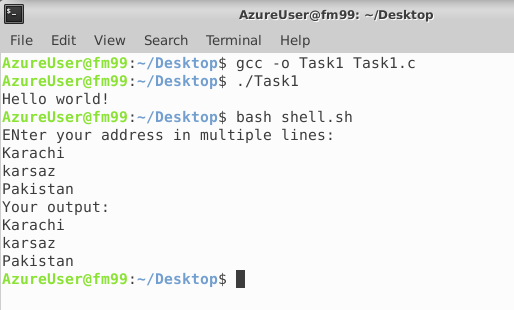 AzureUser@fm99: ~/Desktop
File Edit View Search Terminal Help
AzureUser@fm99:~/Desktop$ gcc -o Task1 Task1.c
AzureUser@fm99:~/Desktop$ ./Task1
Hello world!
AzureUser@fm99:~/Desktop$ bash shell.sh
ENter your address in multiple lines:
Karachi
karsaz
Pakistan
Your output:
Karachi
karsaz
Pakistan
AzureUser@fm99:~/Desktop$